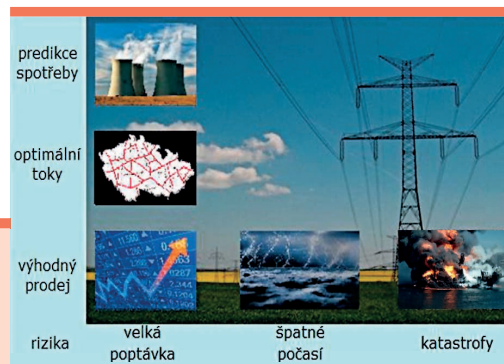 predikce
spotřeby
optimální
toky
výhodný
prodej
rizika
velká
poptávka
špatné
počasí
katastrofy